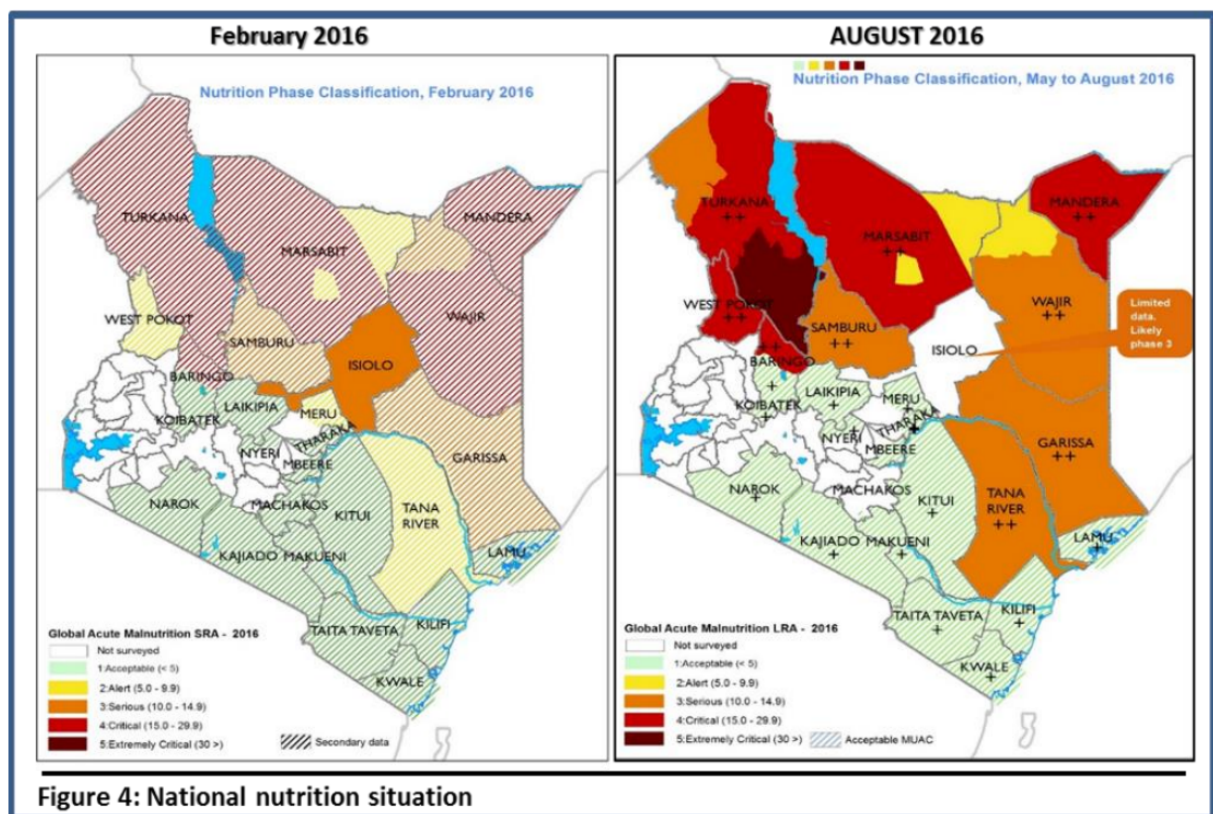 February 2016
AUGUST 2016
Nutrition Phase Classification, February 2016
TURKANA
MARSABIT
MANDERA
WEST POKOT
SAMBURU
WAJIR
ISIOLO
BARINGO
KOIBATEK
LAIKIPIA
MERU
THARAKA
NYERI
MBEERE
GARISSA
NAROK
MACHAKOS
KITUI
TANA
RIVER
KAJIADO
MAKUENI
LAMU
TAITA TAVETA
KILIFI
KWALE
Global Acute Malnutrition SRA - 2016
Not surveyed
1:Acceptable (< 5)
2:Alert (5.0 - 9.9)
3:Serious (10.0 - 14.9)
4:Critical (15.0 - 29.9)
5:Extremely Critical (30 >)
Secondary data
Nutrition Phase Classification, May to August 2016
TURKANA
++
MARSABIT
++
MANDERA
++
WEST POKOT
++
SAMBURU
++
WAJIR
++
Limited
data.
Likely
phase 3
ISIOLO
++
BARINGO
+
KOIBATEK
+
LAIKIPIA
+
MERU
+
THARAKA
+
NYERI
+
MBEERE
GARISSA
++
NAROK
+
MACHAKOS
KITUI
+
TANA
RIVER
++
KAJIADO
+
MAKUENI
+
LAMU
+
TAITA TAVETA
+
KILIFI
+
KWALE
+
Global Acute Malnutrition LRA - 2016
Not surveyed
1:Acceptable (< 5)
2:Alert (5.0 - 9.9)
3:Serious (10.0 - 14.9)
4:Critical (15.0 - 29.9)
5:Extremely Critical (30 >)
Acceptable MUAC
Figure 4: National nutrition situation